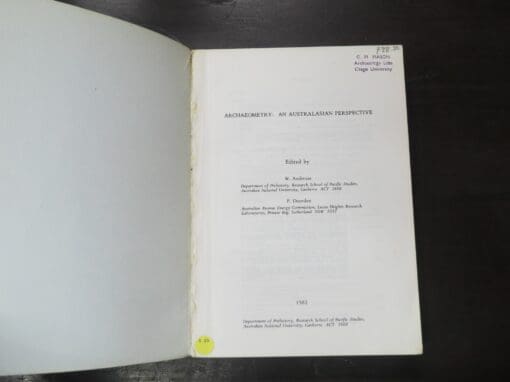 G. M. MASON
Archaeology Labs
Otago University
ARCHAEOMETRY: AN AUSTRALASIAN PERSPECTIVE
Edited by
W. Ambrose
Department of Prehistory, Research School of Pacific Studies,
Australian National University, Canberra ACT 2600
P. Duerden
Australian Atomic Energy Commission, Lucas Heights Research
Laboratories, Private Bag, Sutherland NSW 2232
1982
Department of Prehistory, Research School of Pacific Studies,
Australian National University, Canberra ACT 2600